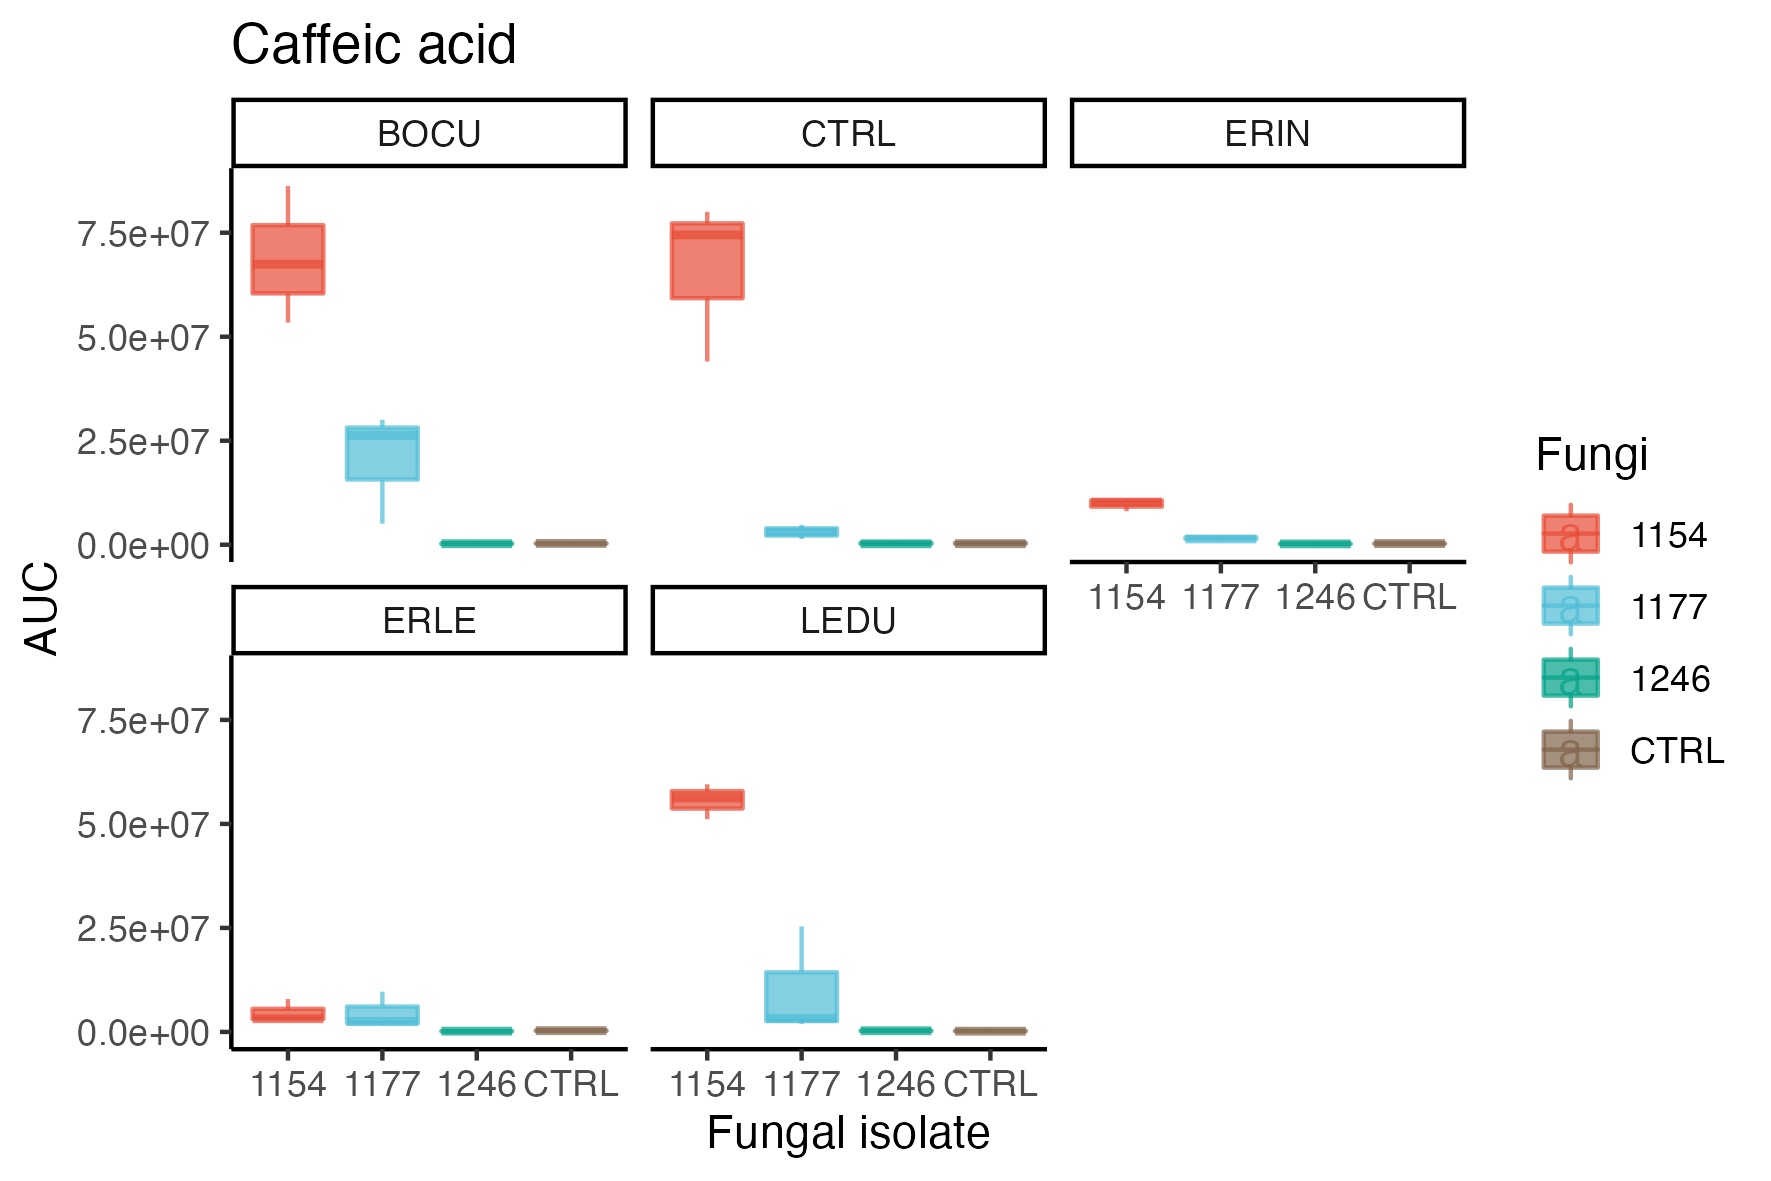 Caffeic acid
BOCU
CTRL
ERIN
7.5e+07
5.0e+07
2.5e+07
0.0e+00
1154 1177 1246 CTRL
ERLE
LEDU
7.5e+07
5.0e+07
2.5e+07
0.0e+00
1154 1177 1246 CTRL
1154 1177 1246 CTRL
AUC
Fungal isolate
Fungi
a 1154
a 1177
a 1246
a CTRL